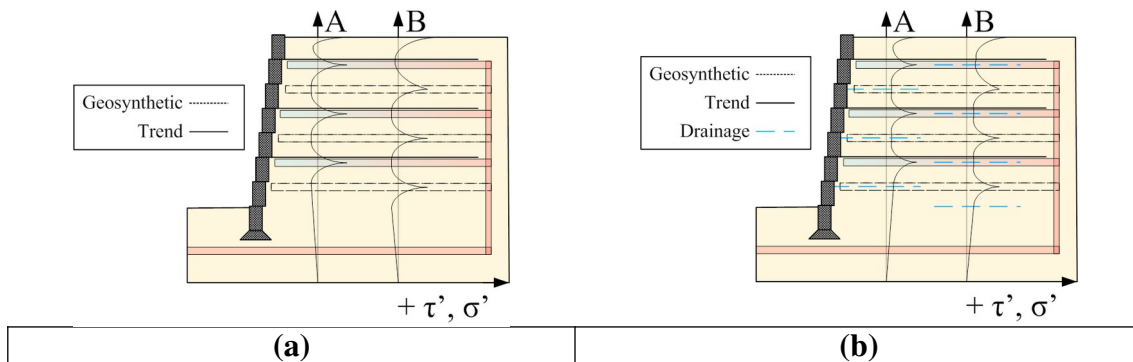 A B
Geosynthetic
Trend
+ τ', σ'
(a)
A B
Geosynthetic
Trend
Drainage
+ τ', σ'
(b)